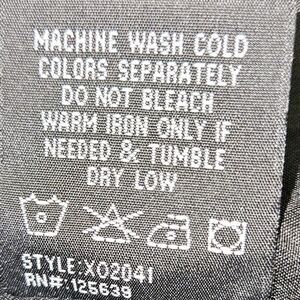 MACHINE WASH COLD
COLORS SEPARATELY
DO NOT BLEACH
WARM IRON ONLY IF
NEEDED & TUMBLE
DRY LOW
STYLE:XO2041
RN#:125639